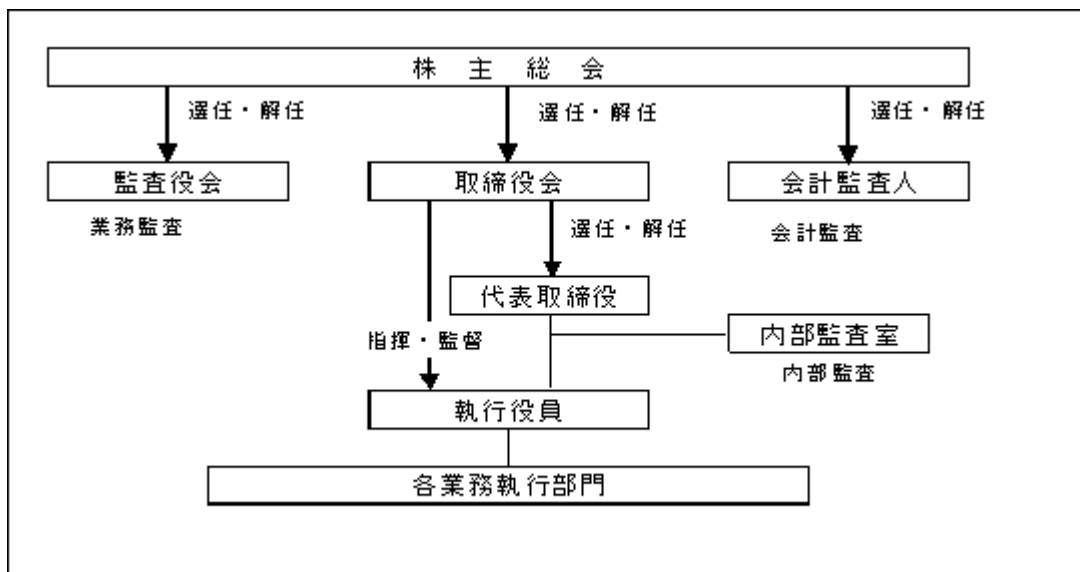 株 主 総 会
選任・解任
選任・解任
選任・解任
監査役会
取締役会
会計監査人
業務監査
選任・解任
会計監査
代表取締役
指揮・監督
内部監査室
内部監査
執行役員
各業務執行部門